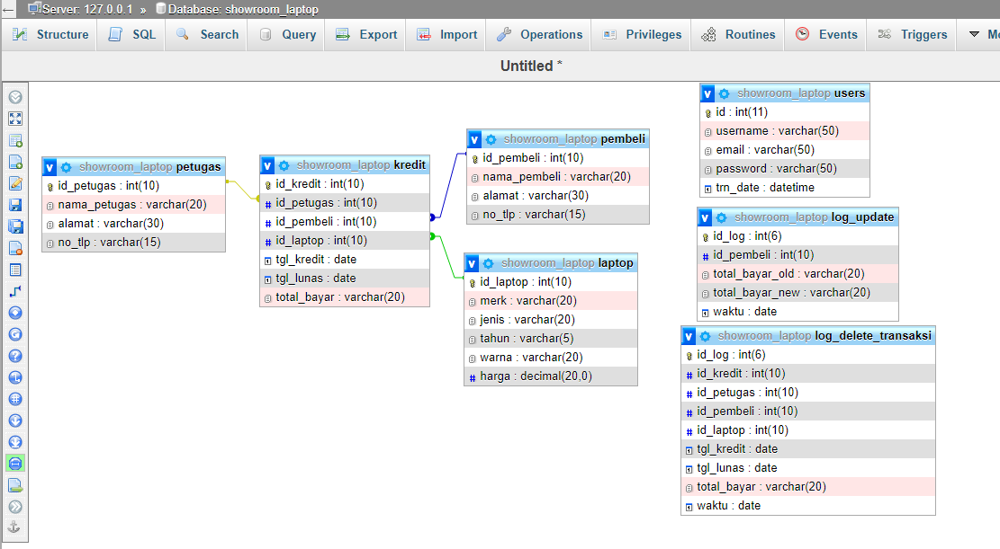 Server: 127.0.0.1 » Database: showroom_laptop
Structure SQL Search Query Export Import Operations Privileges Routines Events Triggers Mo
Untitled *
showroom_laptop petugas
id_petugas : int(10)
nama_petugas : varchar(20)
alamat : varchar(30)
no_tlp : varchar(15)
showroom_laptop kredit
id_kredit : int(10)
id_petugas : int(10)
id_pembeli : int(10)
id_laptop : int(10)
tgl_kredit : date
tgl_lunas : date
total_bayar : varchar(20)
showroom_laptop pembeli
id_pembeli : int(10)
nama_pembeli : varchar(20)
alamat : varchar(30)
no_tlp : varchar(15)
showroom_laptop laptop
id_laptop : int(10)
merk : varchar(20)
jenis : varchar(20)
tahun : varchar(5)
warna : varchar(20)
harga : decimal(20,0)
showroom_laptop users
id : int(11)
username : varchar(50)
email : varchar(50)
password : varchar(50)
trn_date : datetime
showroom_laptop log_update
id_log : int(6)
id_pembeli : int(10)
total_bayar_old : varchar(20)
total_bayar_new : varchar(20)
waktu : date
showroom_laptop log_delete_transaksi
id_log : int(6)
id_kredit : int(10)
id_petugas : int(10)
id_pembeli : int(10)
id_laptop : int(10)
tgl_kredit : date
tgl_lunas : date
total_bayar : varchar(20)
waktu : date